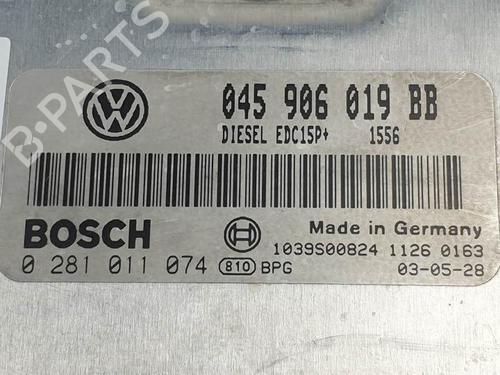 B-PARTS
VW
045 906 019 BB
DIESEL EDC15P+ 1556
BOSCH
Made in Germany
1039S00824 1126 0163
0 281 011 074 810 BPG 03-05-28